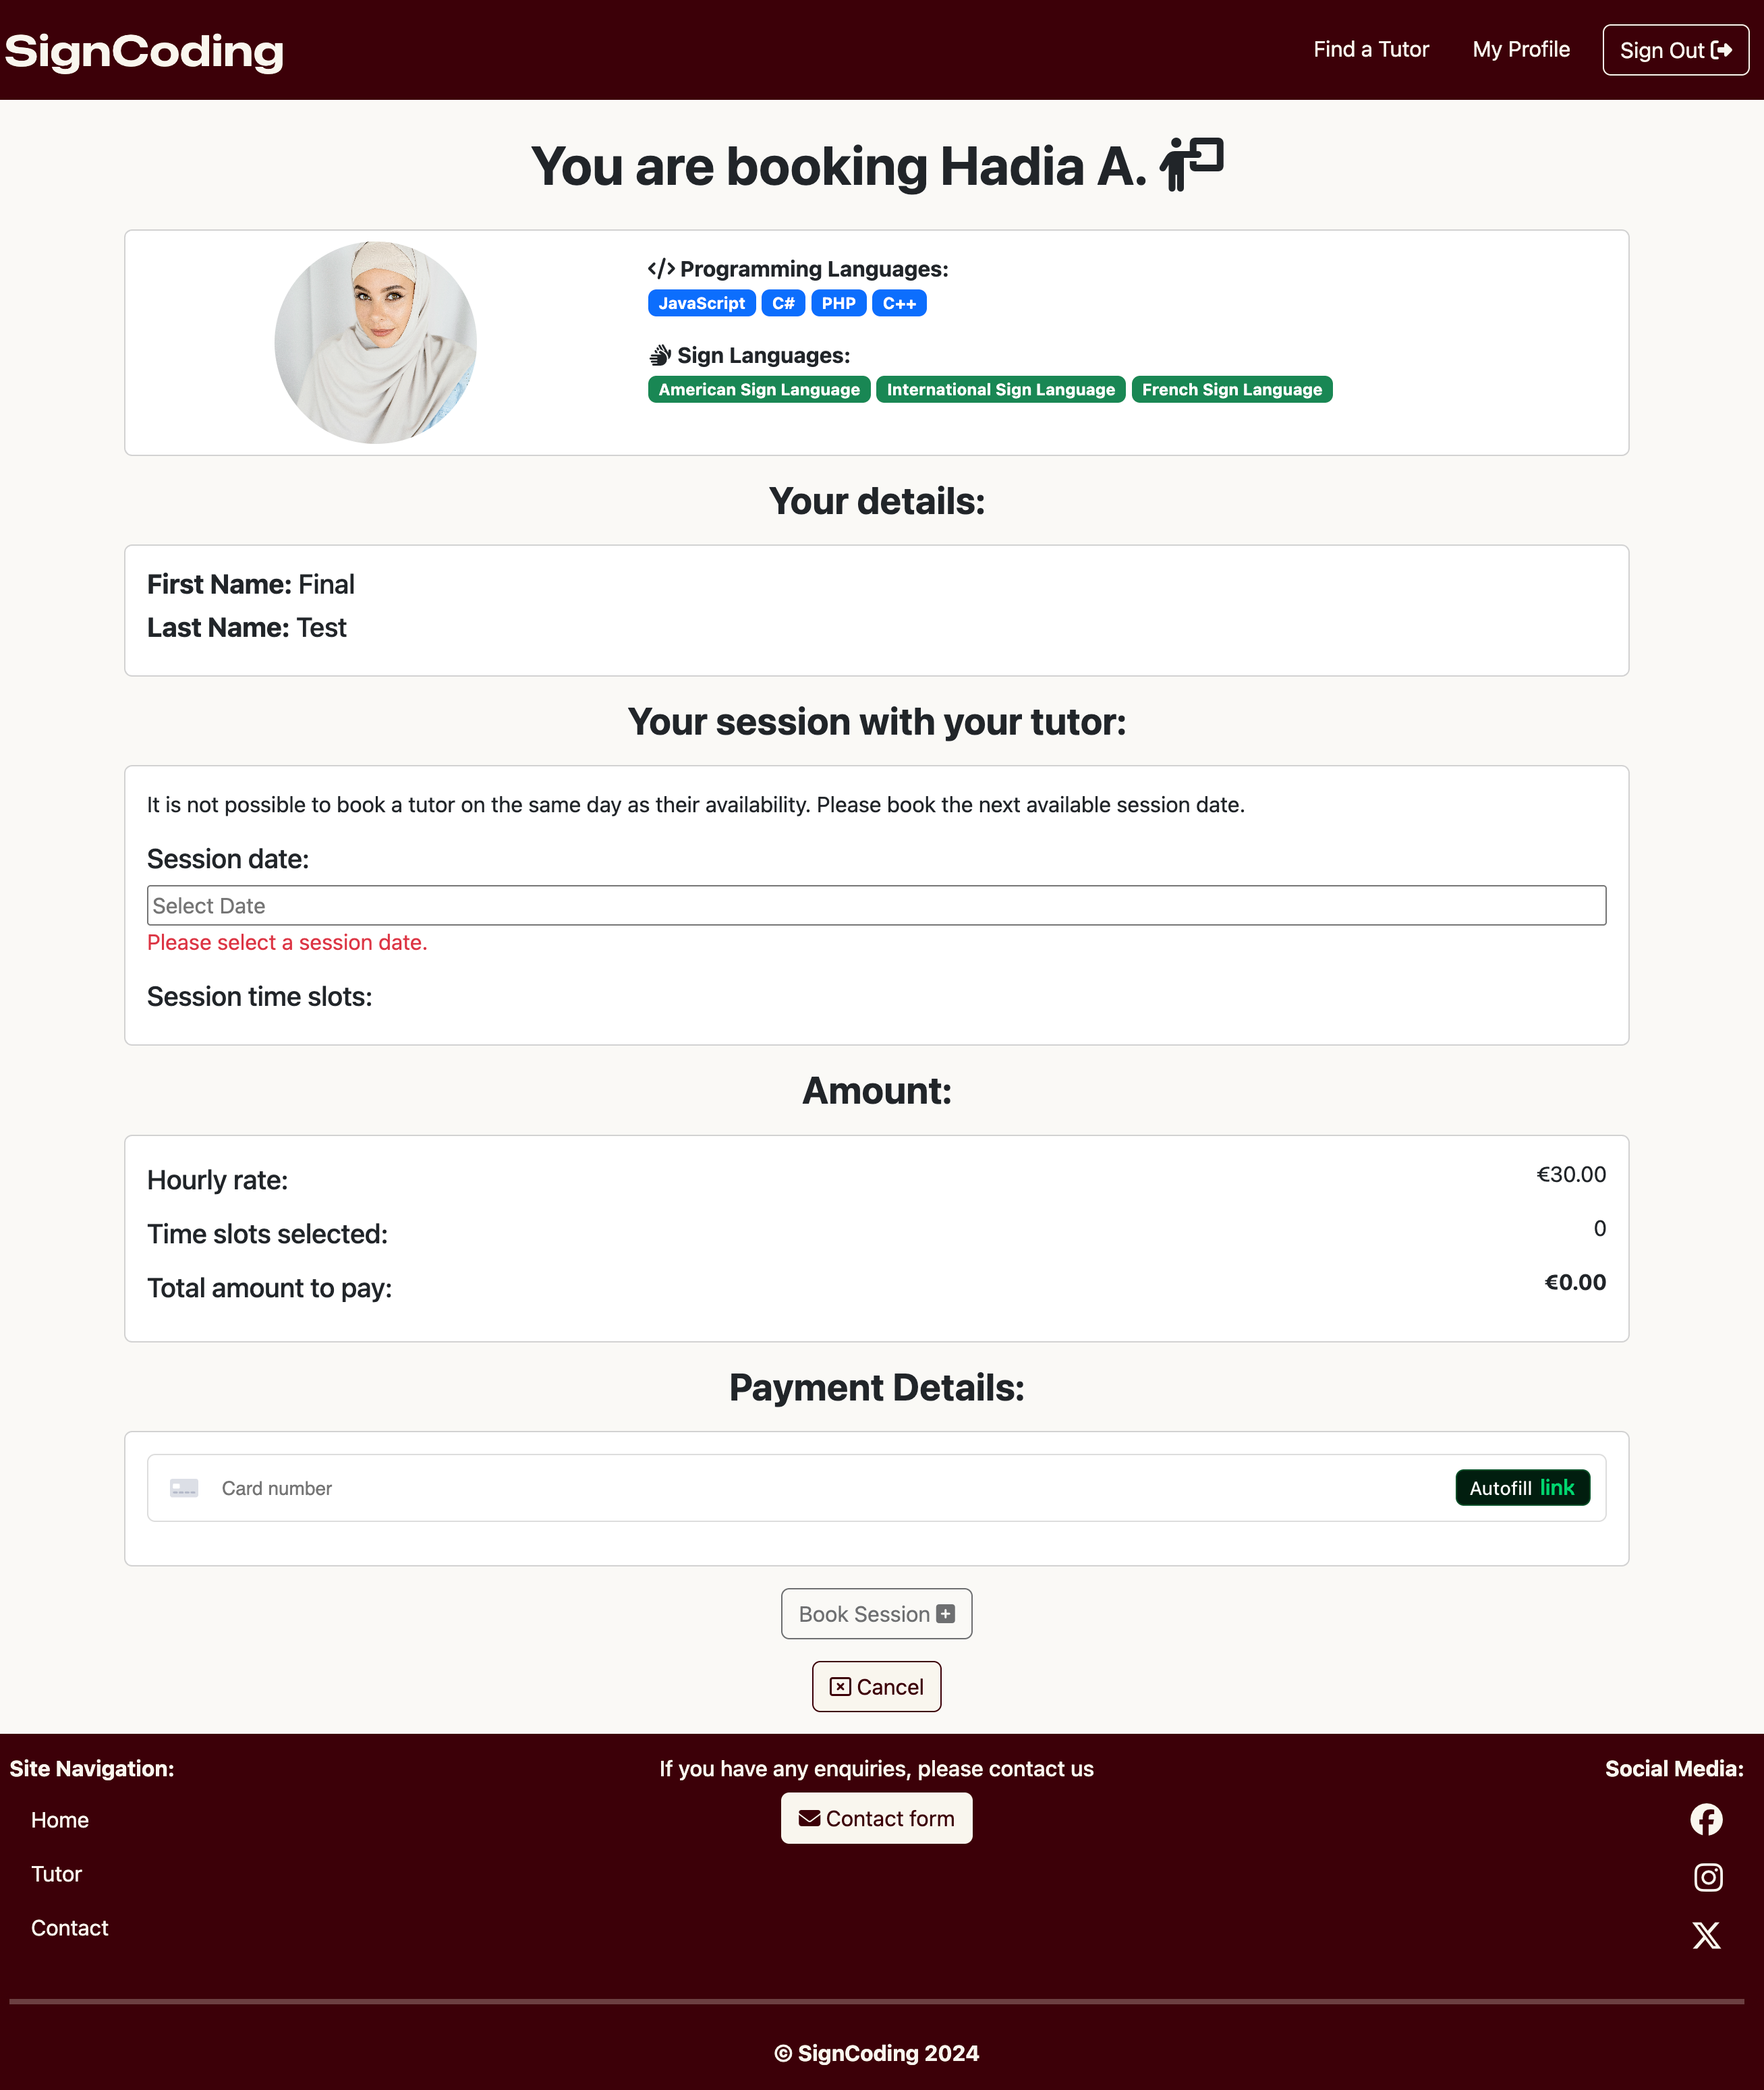 SignCoding
Find a Tutor
My Profile
Sign Out
You are booking Hadia A.
</> Programming Languages:
JavaScript C# PHP C++
Sign Languages:
American Sign Language International Sign Language French Sign Language
Your details:
First Name: Final
Last Name: Test
Your session with your tutor:
It is not possible to book a tutor on the same day as their availability. Please book the next available session date.
Session date:
Select Date
Please select a session date.
Session time slots:
Amount:
Hourly rate: €30.00
Time slots selected: 0
Total amount to pay: €0.00
Payment Details:
Card number Autofill link
Book Session
Cancel
Site Navigation:
Home
Tutor
Contact
If you have any enquiries, please contact us
Contact form
Social Media:
© SignCoding 2024